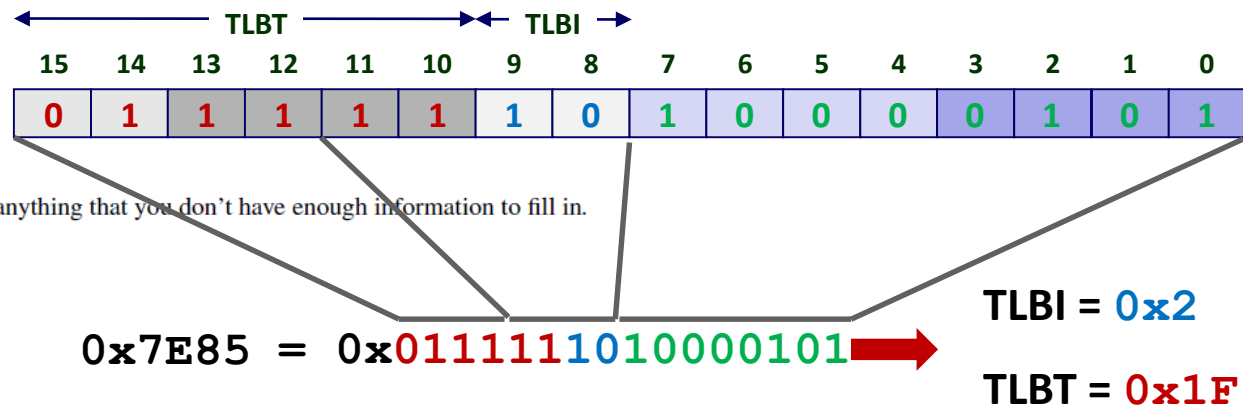 TLBT TLBI
15 14 13 12 11 10 9 8 7 6 5 4 3 2 1 0
0 1 1 1 1 1 1 0 1 0 0 0 0 1 0 1
anything that you don't have enough information to fill in.
TLBI = 0x2
0x7E85 = 0x0111111010000101
TLBT = 0x1F